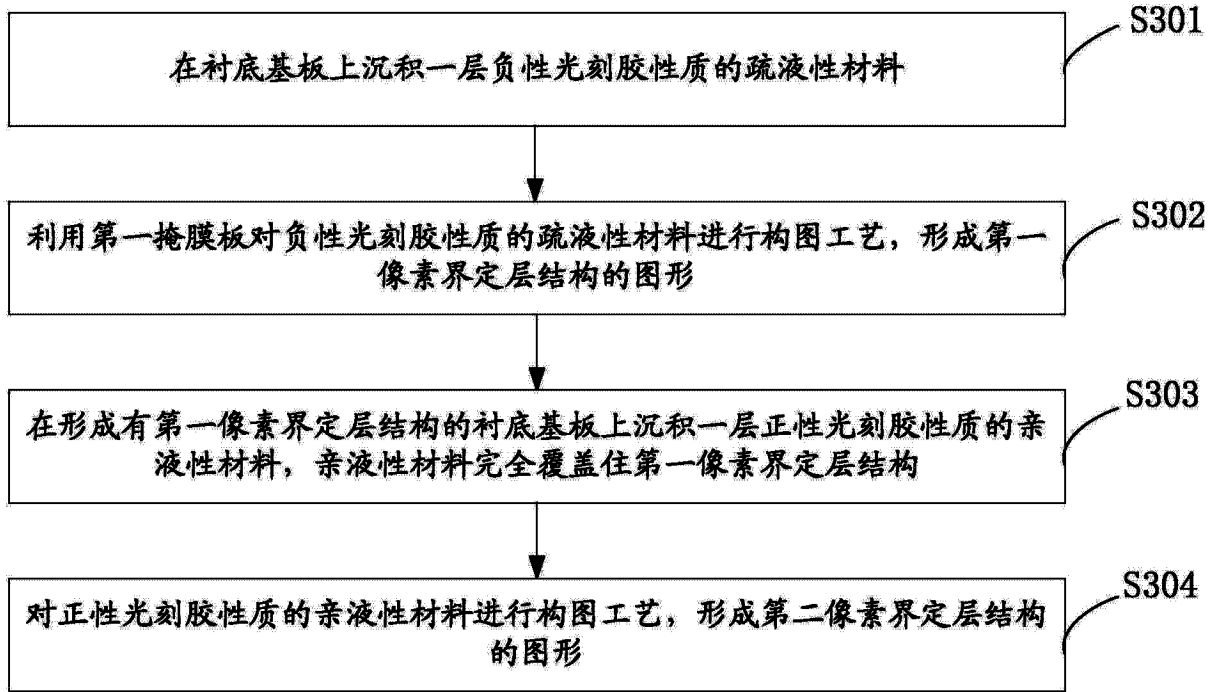 S301
在衬底基板上沉积一层负性光刻胶性质的疏液性材料
S302
利用第一掩膜板对负性光刻胶性质的疏液性材料进行构图工艺，形成第一
像素界定层结构的图形
S303
在形成有第一像素界定层结构的衬底基板上沉积一层正性光刻胶性质的亲
液性材料，亲液性材料完全覆盖住第一像素界定层结构
S304
对正性光刻胶性质的亲液性材料进行构图工艺，形成第二像素界定层结构
的图形